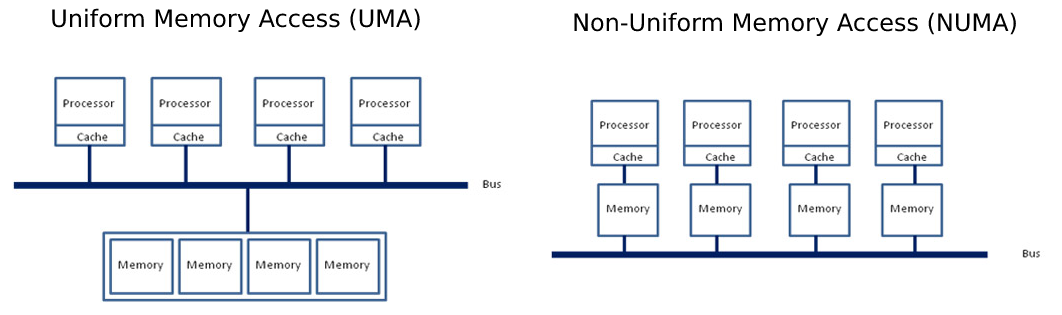 Uniform Memory Access (UMA)
Processor Processor Processor Processor
Cache Cache Cache Cache
Bus
Memory Memory Memory Memory
Non-Uniform Memory Access (NUMA)
Processor Processor Processor Processor
Cache Cache Cache Cache
Memory Memory Memory Memory
Bus